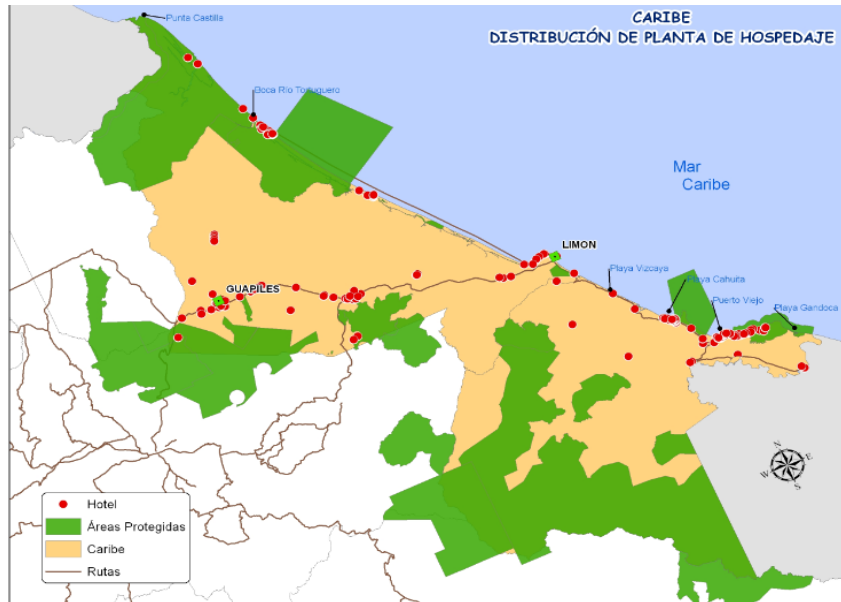 CARIBE
DISTRIBUCIÓN DE PLANTA DE HOSPEDAJE
Punta Castilla
Boca Río Tortuguero
Mar
Caribe
LIMON
Playa Vizcaya
Playa Cahuita
GUAPILES
Puerto Viejo
Playa Gandoca
N
W
E
S
Hotel
Áreas Protegidas
Caribe
Rutas